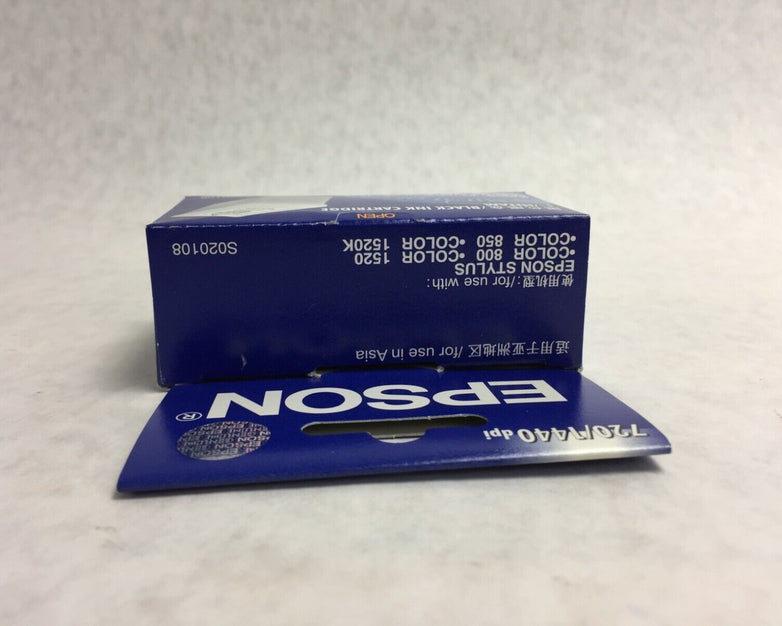 720/1440 dpi
EPSON®
适用于亚洲地区/for use in Asia
使用机型:/for use with:
EPSON STYLUS
•COLOR 800 •COLOR 1520
•COLOR 850 •COLOR 1520K
S020108
OPEN
BLACK INK CARTRIDGE